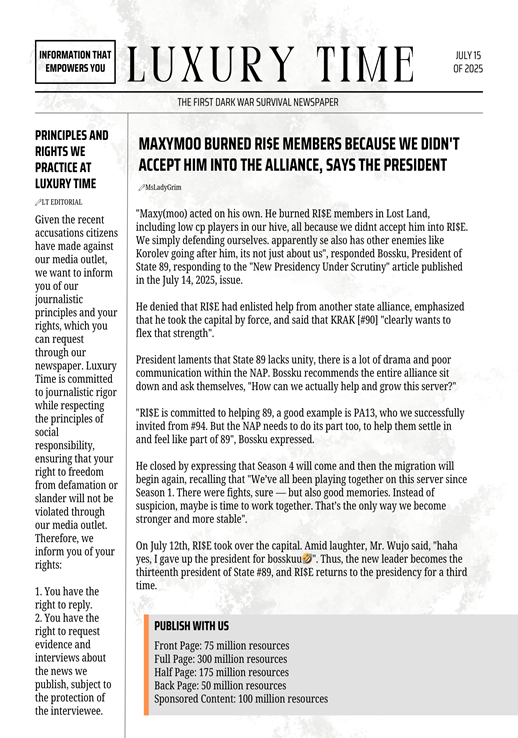 INFORMATION THAT
EMPOWERS YOU
LUXURY TIME
JULY 15
OF 2025
THE FIRST DARK WAR SURVIVAL NEWSPAPER
PRINCIPLES AND
RIGHTS WE
PRACTICE AT
LUXURY TIME
🖊LT EDITORIAL
Given the recent
accusations citizens
have made against
our media outlet,
we want to inform
you of our
journalistic
principles and your
rights, which you
can request
through our
newspaper. Luxury
Time is committed
to journalistic rigor
while respecting
the principles of
social
responsibility,
ensuring that your
right to freedom
from defamation or
slander will not be
violated through
our media outlet.
Therefore, we
inform you of your
rights:
1. You have the
right to reply.
2. You have the
right to request
evidence and
interviews about
the news we
publish, subject to
the protection of
the interviewee.
MAXYMOO BURNED RI$E MEMBERS BECAUSE WE DIDN'T
ACCEPT HIM INTO THE ALLIANCE, SAYS THE PRESIDENT
🖊MsLadyGrim
"Maxy(moo) acted on his own. He burned RI$E members in Lost Land,
including low cp players in our hive, all because we didnt accept him into RI$E.
We simply defending ourselves. apparently se also has other enemies like
Korolev going after him, its not just about us", responded Bossku, President of
State 89, responding to the "New Presidency Under Scrutiny" article published
in the July 14, 2025, issue.
He denied that RI$E had enlisted help from another state alliance, emphasized
that he took the capital by force, and said that KRAK [#90] "clearly wants to
flex that strength".
President laments that State 89 lacks unity, there is a lot of drama and poor
communication within the NAP. Bossku recommends the entire alliance sit
down and ask themselves, "How can we actually help and grow this server?"
"RI$E is committed to helping 89, a good example is PA13, who we successfully
invited from #94. But the NAP needs to do its part too, to help them settle in
and feel like part of 89", Bossku expressed.
He closed by expressing that Season 4 will come and then the migration will
begin again, recalling that "We've all been playing together on this server since
Season 1. There were fights, sure — but also good memories. Instead of
suspicion, maybe is time to work together. That's the only way we become
stronger and more stable".
On July 12th, RI$E took over the capital. Amid laughter, Mr. Wujo said, "haha
yes, I gave up the president for bosskuu🤣". Thus, the new leader becomes the
thirteenth president of State #89, and RI$E returns to the presidency for a third
time.
PUBLISH WITH US
Front Page: 75 million resources
Full Page: 300 million resources
Half Page: 175 million resources
Back Page: 50 million resources
Sponsored Content: 100 million resources